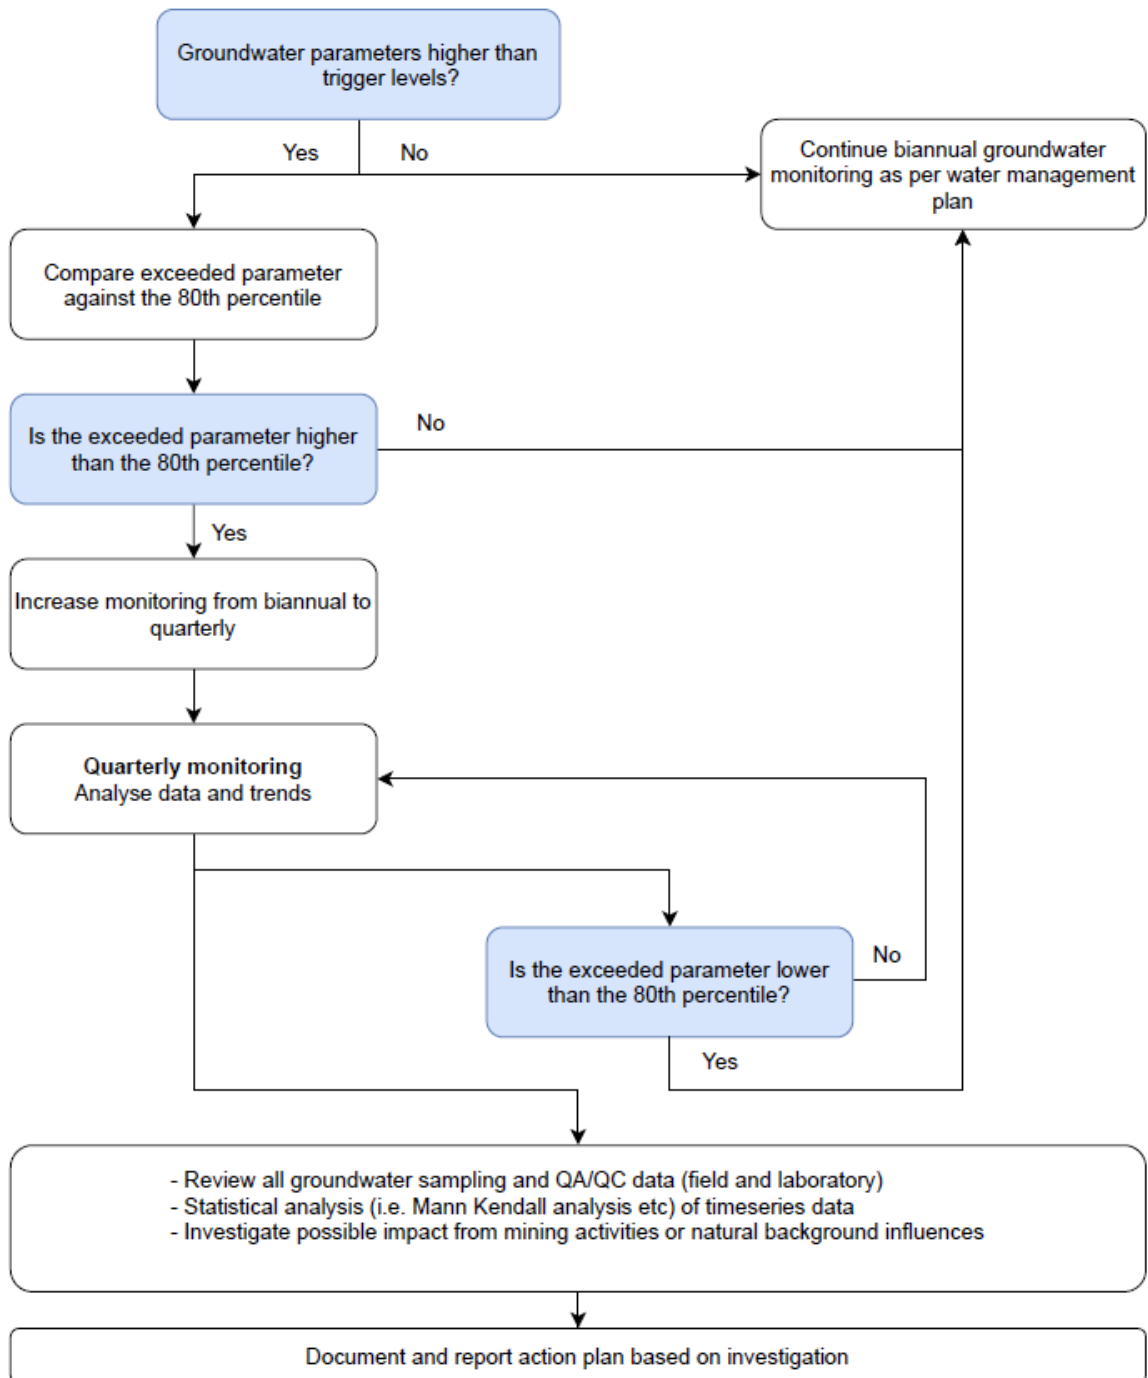 Groundwater parameters higher than
trigger levels?
Yes
No
Continue biannual groundwater
monitoring as per water management
plan
Compare exceeded parameter
against the 80th percentile
Is the exceeded parameter higher
than the 80th percentile?
No
Yes
Increase monitoring from biannual to
quarterly
Quarterly monitoring
Analyse data and trends
Is the exceeded parameter lower
than the 80th percentile?
No
Yes
- Review all groundwater sampling and QA/QC data (field and laboratory)
- Statistical analysis (i.e. Mann Kendall analysis etc) of timeseries data
- Investigate possible impact from mining activities or natural background influences
Document and report action plan based on investigation